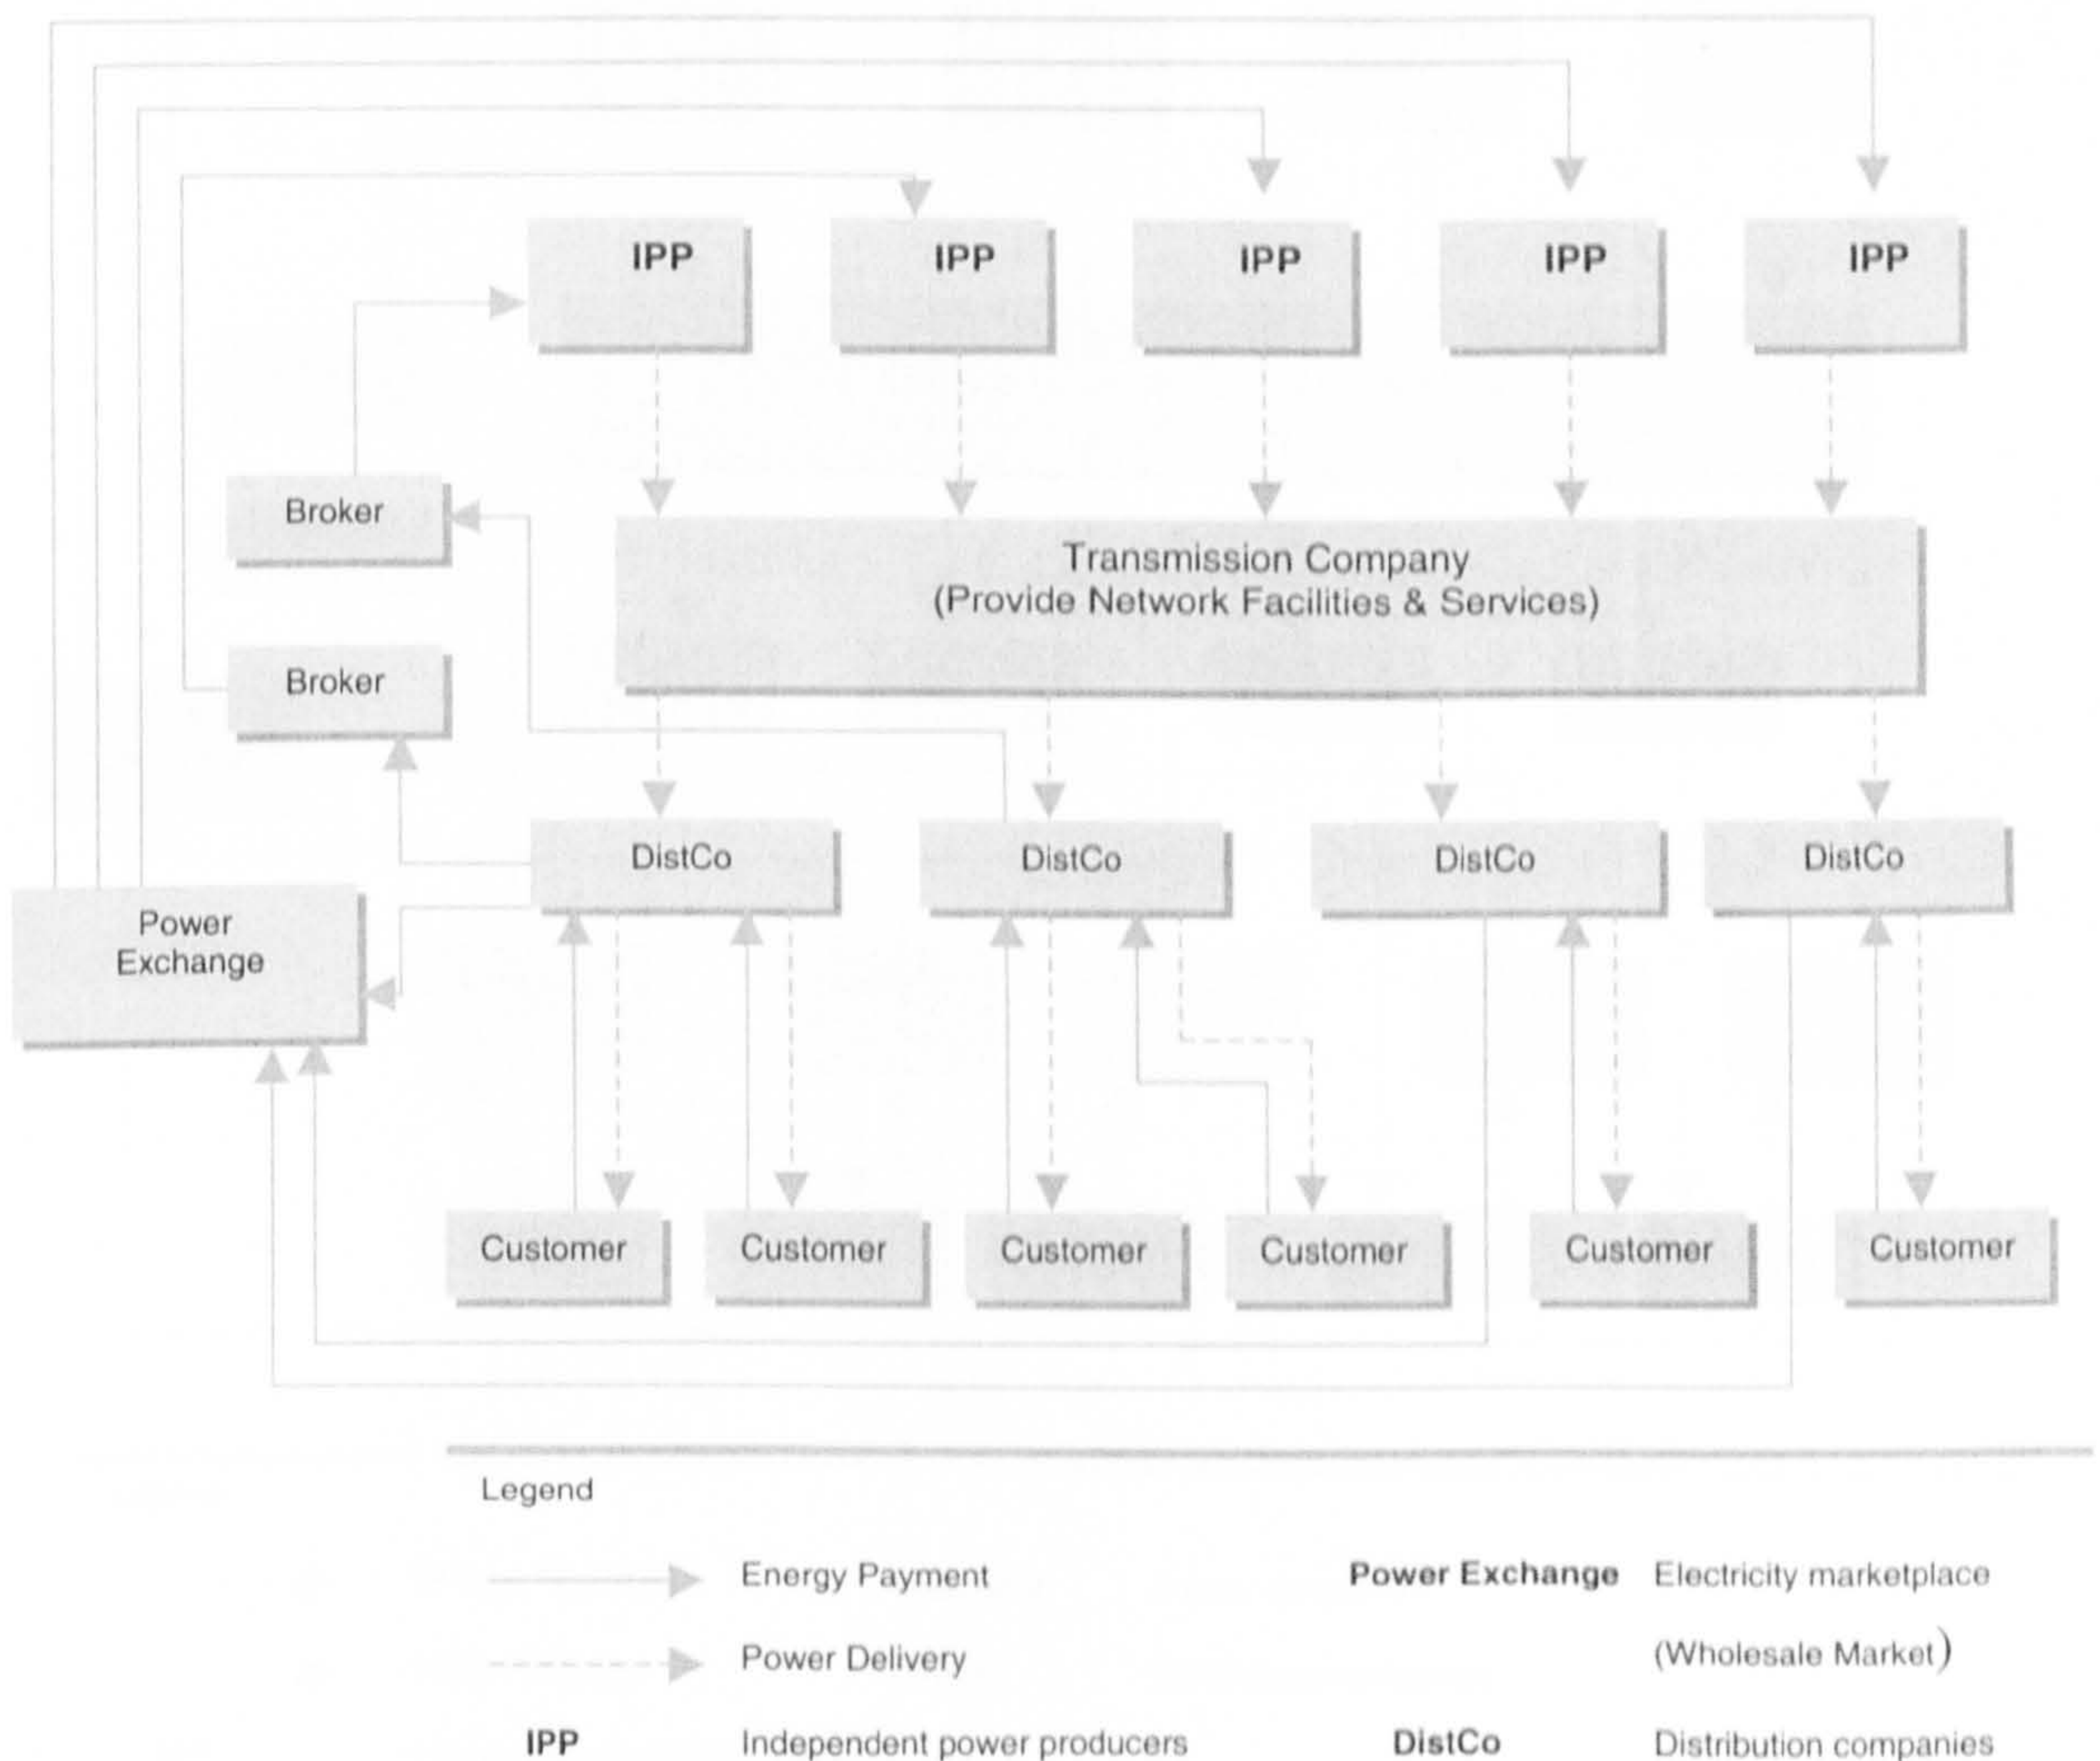 IPP
IPP
IPP
IPP
IPP
Broker
Transmission Company
(Provide Network Facilities & Services)
Broker
DistCo
DistCo
DistCo
DistCo
Power
Exchange
Customer
Customer
Customer
Customer
Customer
Customer
Legend
Energy Payment
Power Exchange Electricity marketplace
Power Delivery
(Wholesale Market)
IPP Independent power producers
DistCo Distribution companies